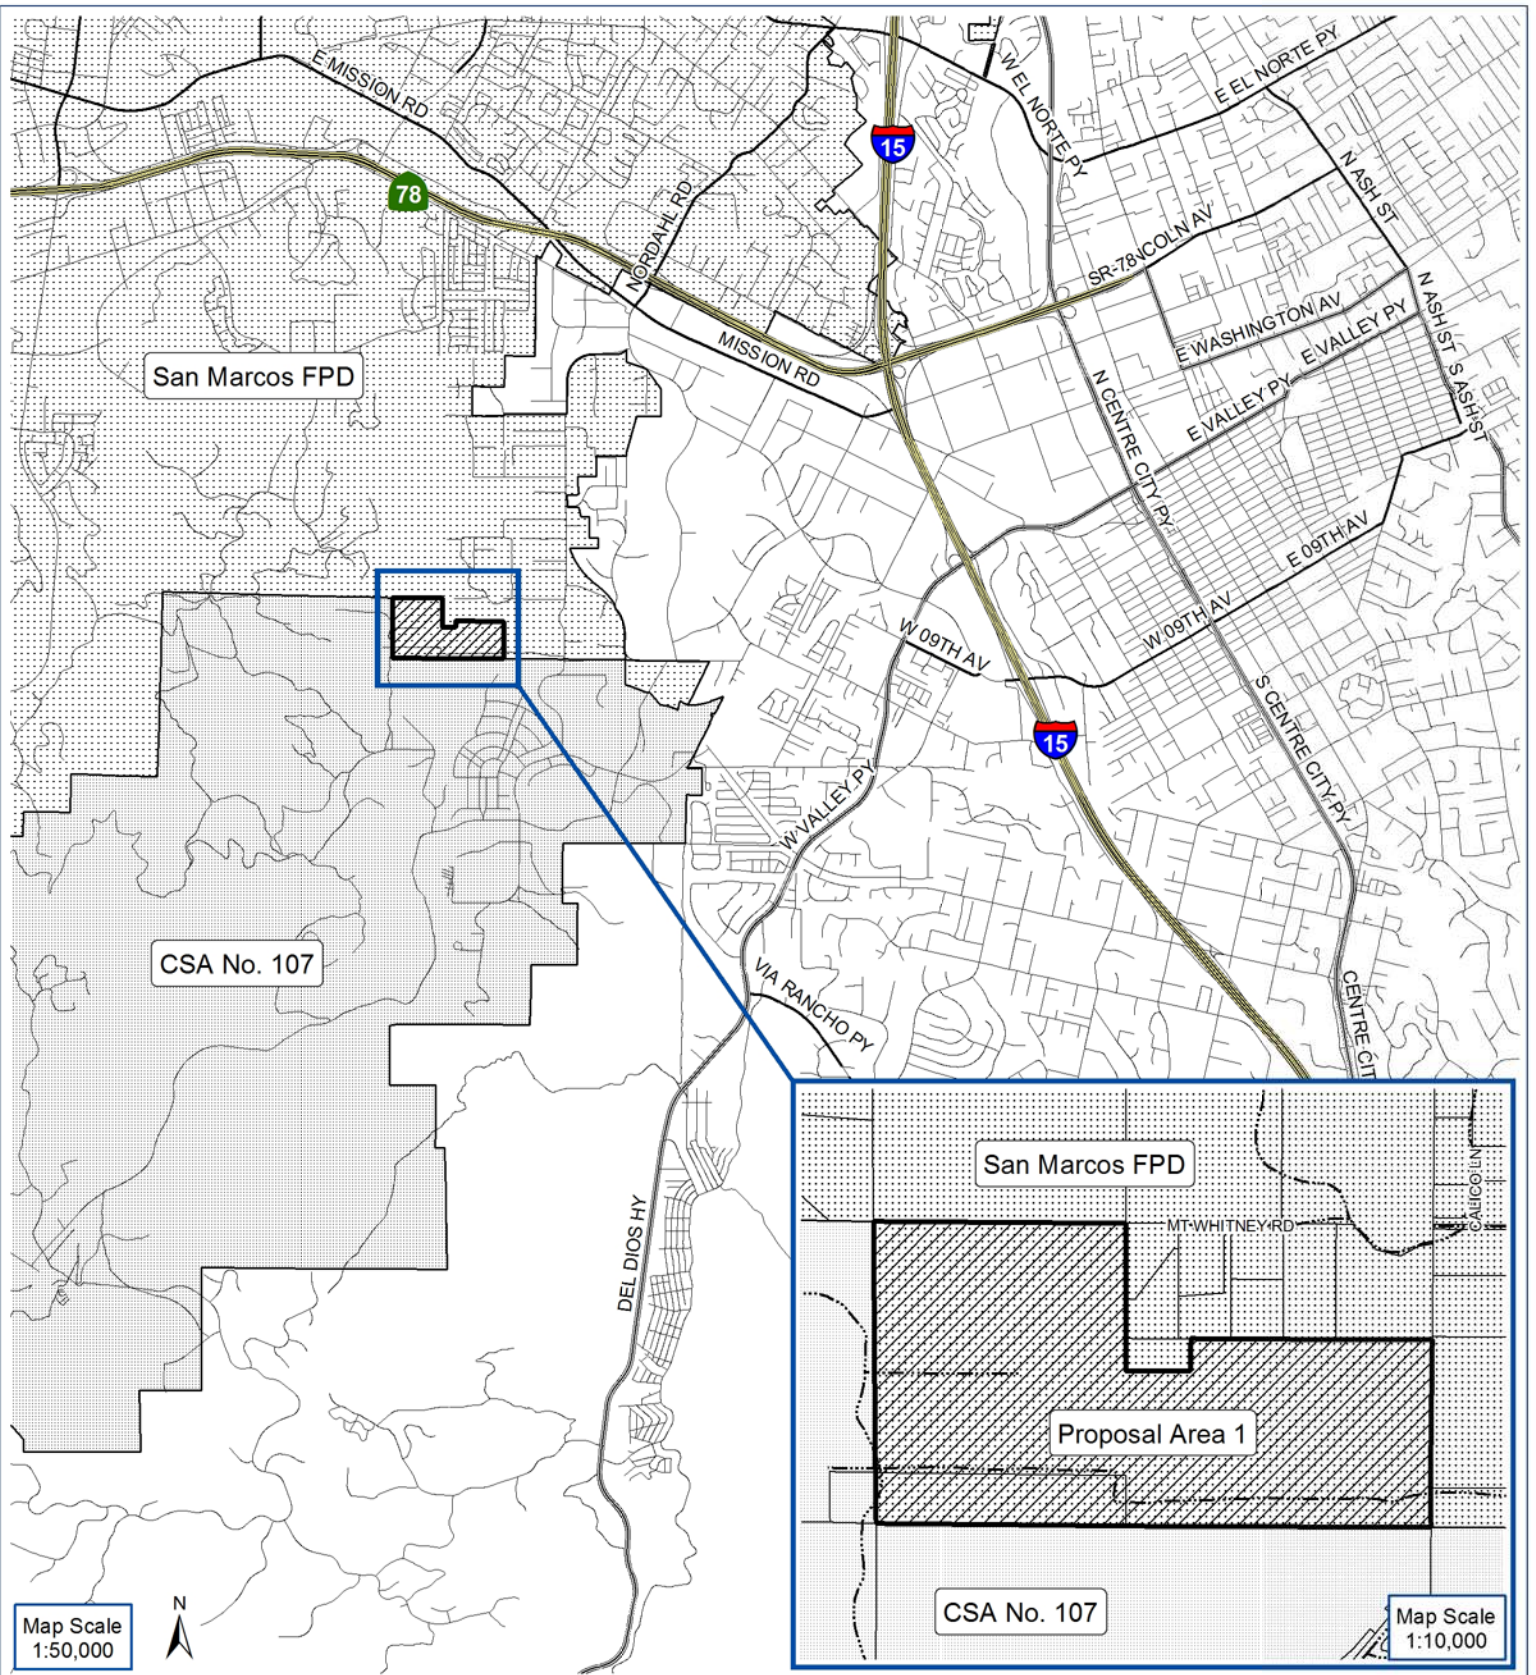 E MISSION RD
W EL NORTE PY
E EL NORTE PY
15
78
N ASH ST
NORDAHL RD
SR-78
NCOLN AV
N ASH ST
E WASHINGTON AV
E VALLEY PY
MISSION RD
San Marcos FPD
S ASH ST
N CENTRE CITY PY
E VALLEY PY
E 09TH AV
W 09TH AV
W 09TH AV
S CENTRE CITY PY
15
W VALLEY PY
CSA No. 107
VIA RANCHO PY
CENTRE CIT
DEL DIOS HY
San Marcos FPD
MT WHITNEY RD
CALICO LN
Proposal Area 1
CSA No. 107
Map Scale
1:50,000
N
Map Scale
1:10,000